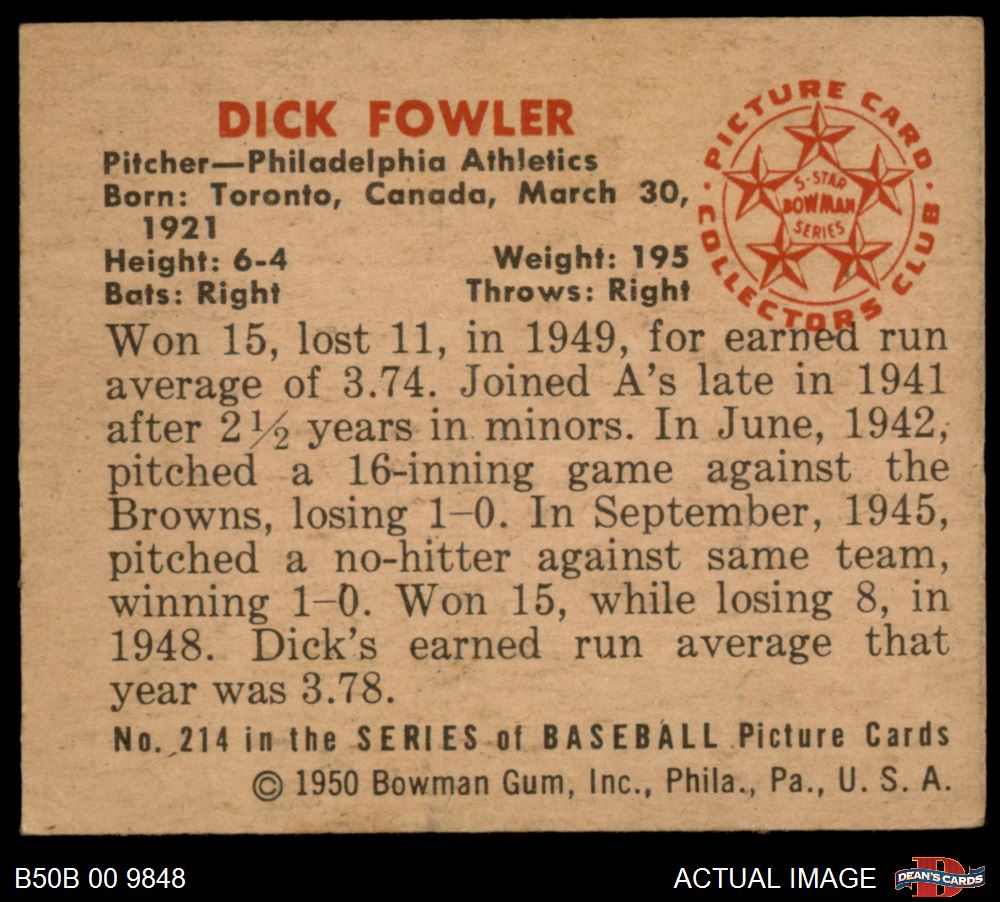 DICK FOWLER
Pitcher—Philadelphia Athletics
Born: Toronto, Canada, March 30,
1921
Height: 6-4 Weight: 195
Bats: Right Throws: Right
PICTURE CARD
COLLECTORS CLUB
5-STAR
BOWMAN
SERIES
Won 15, lost 11, in 1949, for earned run
average of 3.74. Joined A's late in 1941
after 2½ years in minors. In June, 1942,
pitched a 16-inning game against the
Browns, losing 1–0. In September, 1945,
pitched a no-hitter against same team,
winning 1–0. Won 15, while losing 8, in
1948. Dick's earned run average that
year was 3.78.
No. 214 in the SERIES of BASEBALL Picture Cards
© 1950 Bowman Gum, Inc., Phila., Pa., U. S. A.
B50B 00 9848 ACTUAL IMAGE
D
DEAN'S CARDS